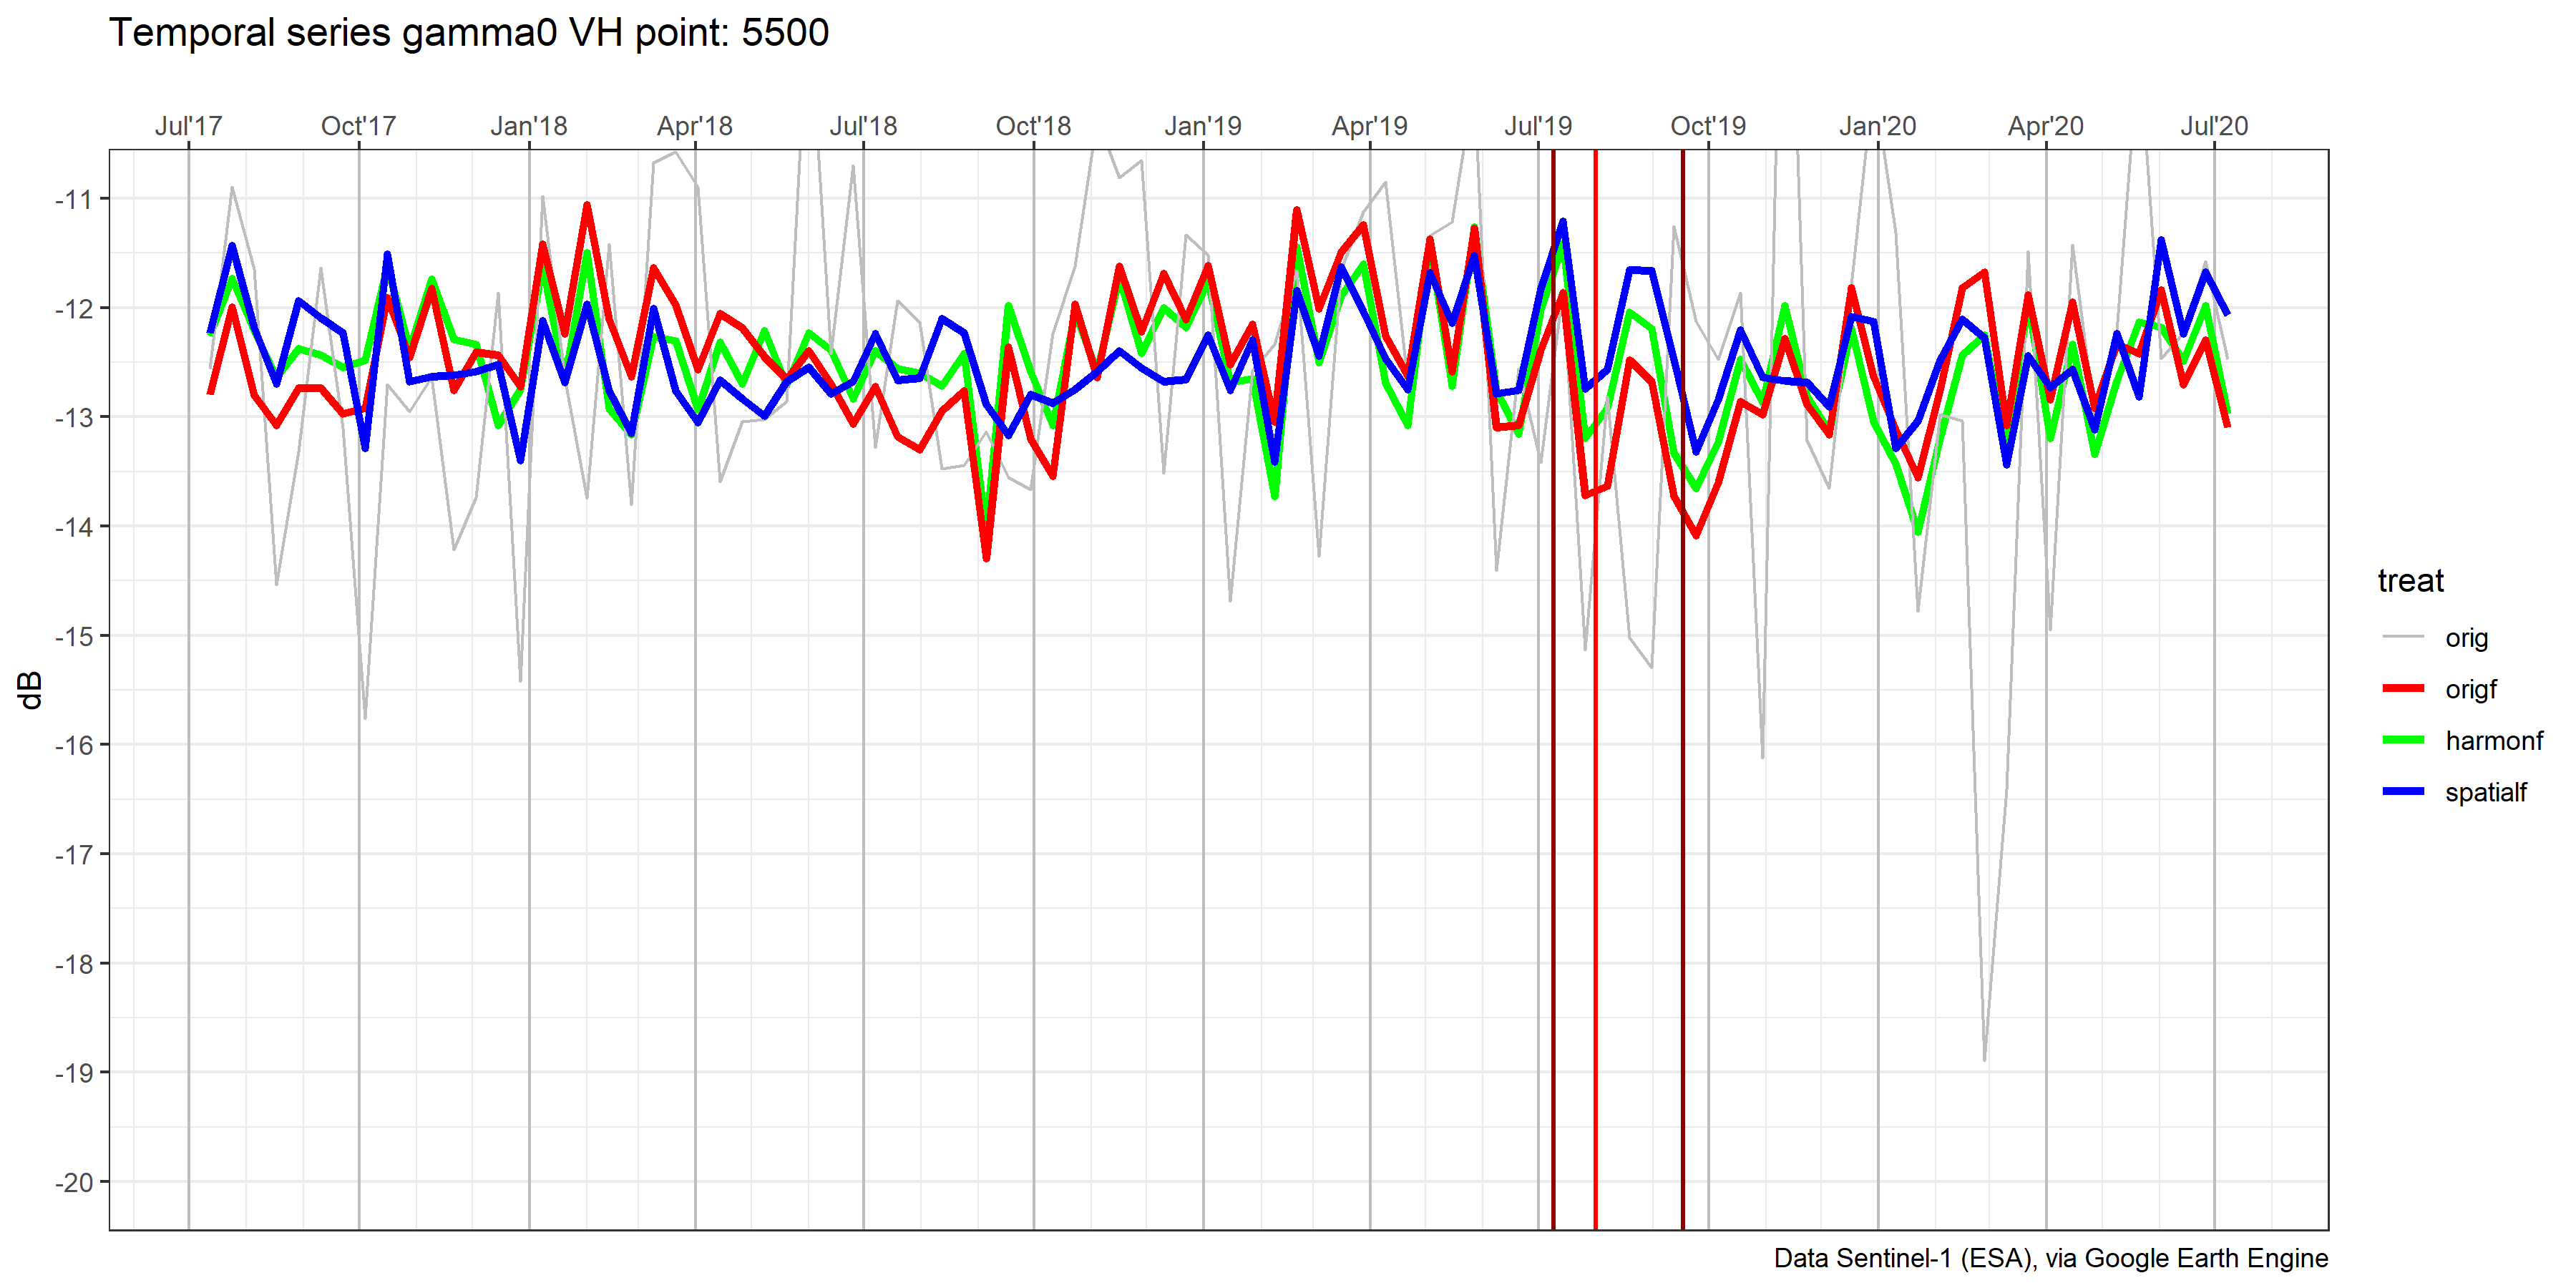 Temporal series gamma0 VH point: 5500
Jul'17 Oct'17 Jan'18 Apr'18 Jul'18 Oct'18 Jan'19 Apr'19 Jul'19 Oct'19 Jan'20 Apr'20 Jul'20
-11
-12
-13
-14
-15
-16
-17
-18
-19
-20
dB
treat
orig
origf
harmonf
spatialf
Data Sentinel-1 (ESA), via Google Earth Engine